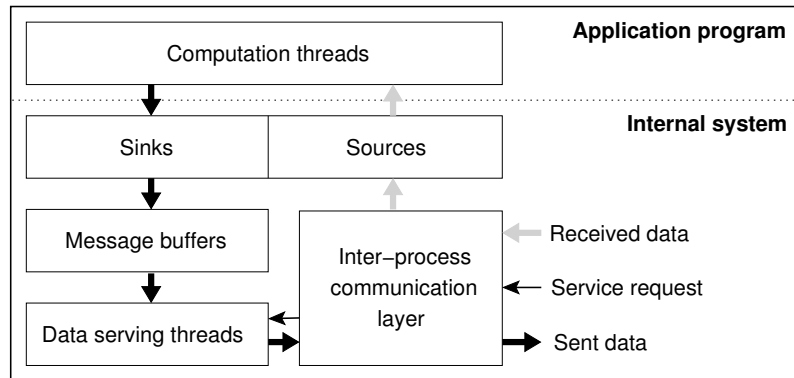 Application program
Computation threads
Internal system
Sinks
Sources
Message buffers
Inter−process
communication
layer
Received data
Service request
Data serving threads
Sent data